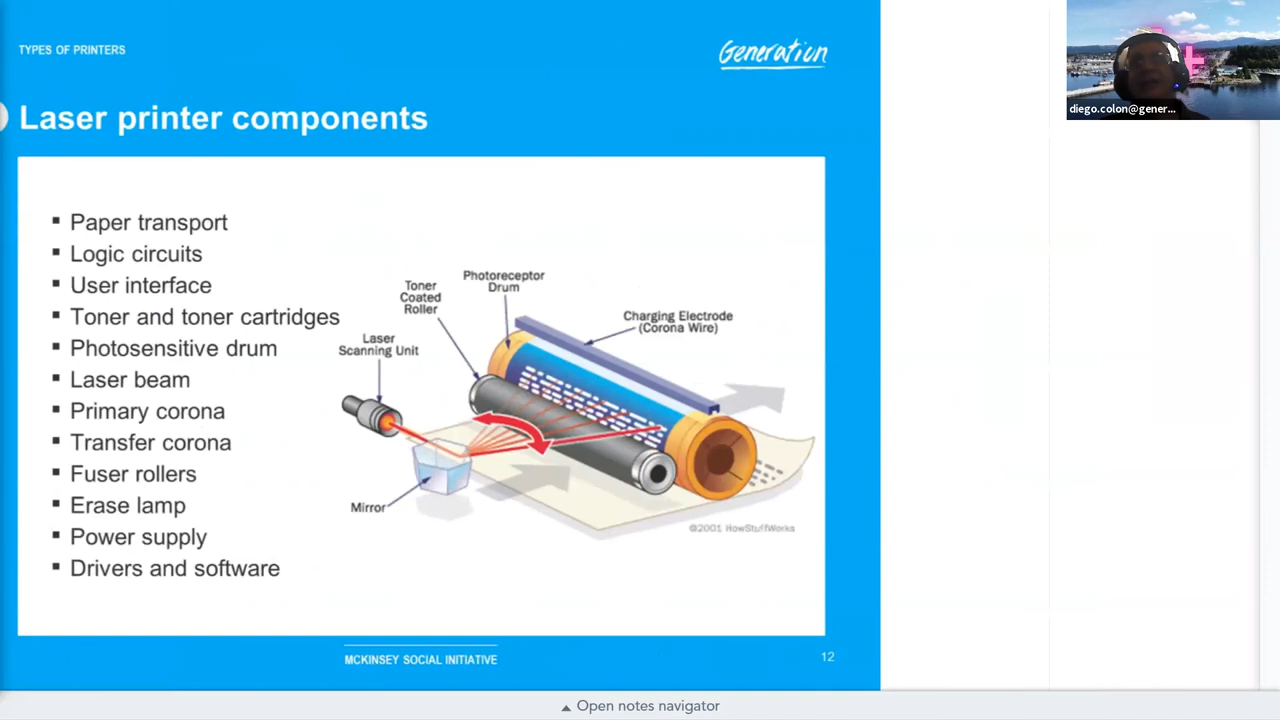 TYPES OF PRINTERS
Generation
Laser printer components
▪ Paper transport
▪ Logic circuits
▪ User interface
▪ Toner and toner cartridges
▪ Photosensitive drum
▪ Laser beam
▪ Primary corona
▪ Transfer corona
▪ Fuser rollers
▪ Erase lamp
▪ Power supply
▪ Drivers and software
Photoreceptor
Drum
Toner
Coated
Roller
Charging Electrode
(Corona Wire)
Laser
Scanning Unit
Mirror
©2001 HowStuffWorks
MCKINSEY SOCIAL INITIATIVE
12
diego.colon@gener...
▲ Open notes navigator